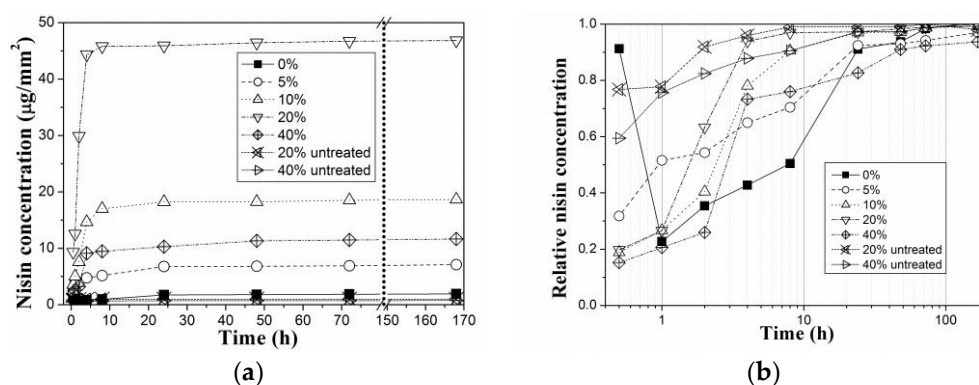 50
40
30
20
10
0
Nisin concentration (µg/mm²)
0%
5%
10%
20%
40%
20% untreated
40% untreated
0 10 20 30 40 50 60 70 150 160 170
Time (h)
(a)
1.0
0.8
0.6
0.4
0.2
0.0
Relative nisin concentration
0%
5%
10%
20%
40%
20% untreated
40% untreated
1 10 100
Time (h)
(b)